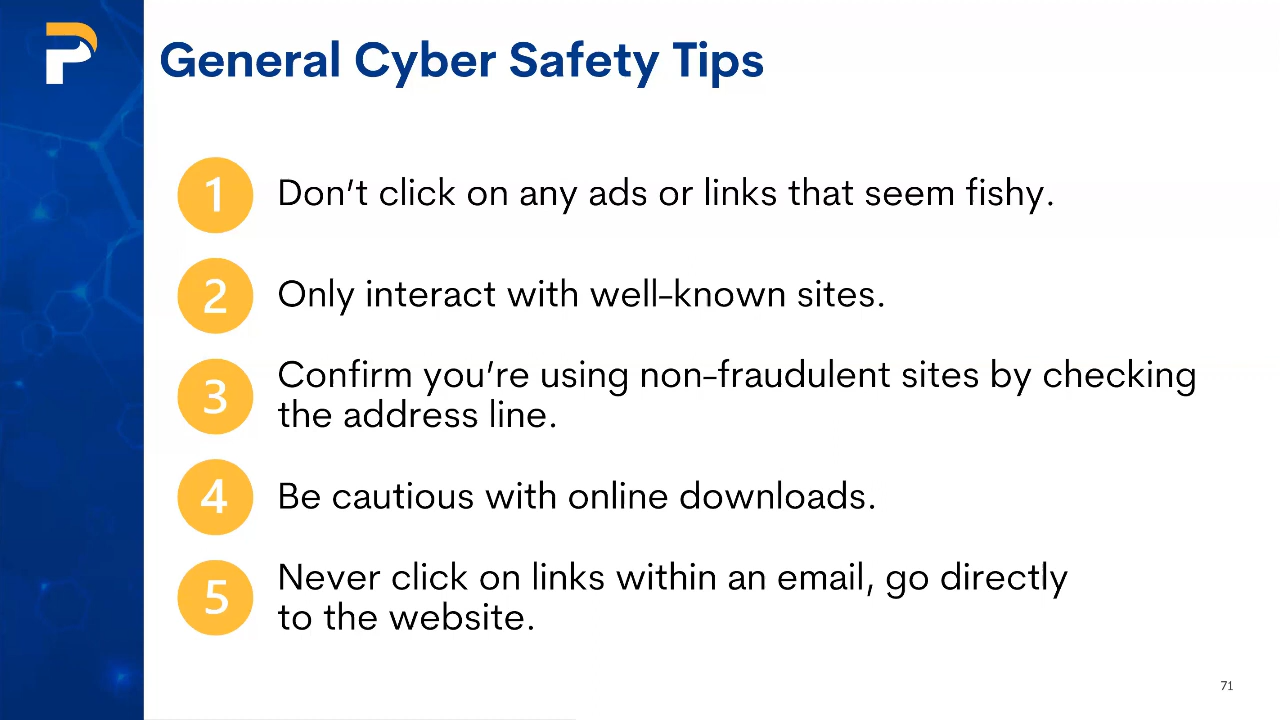 General Cyber Safety Tips
1 Don’t click on any ads or links that seem fishy.
2 Only interact with well-known sites.
3 Confirm you’re using non-fraudulent sites by checking
the address line.
4 Be cautious with online downloads.
5 Never click on links within an email, go directly
to the website.
71